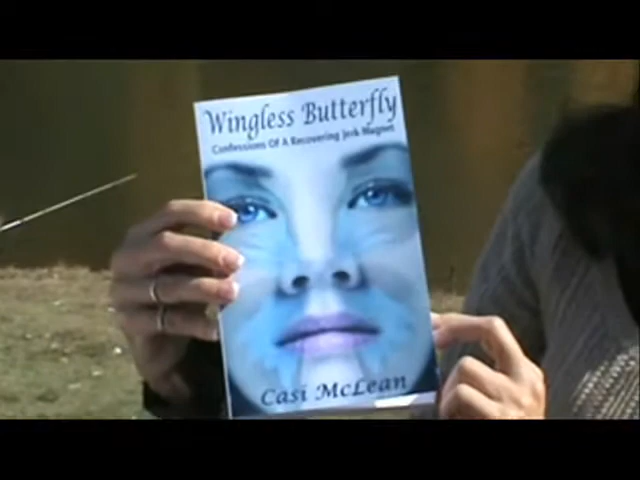 Wingless Butterfly
Confessions Of A Recovering Jerk Magnet
Casi McLean